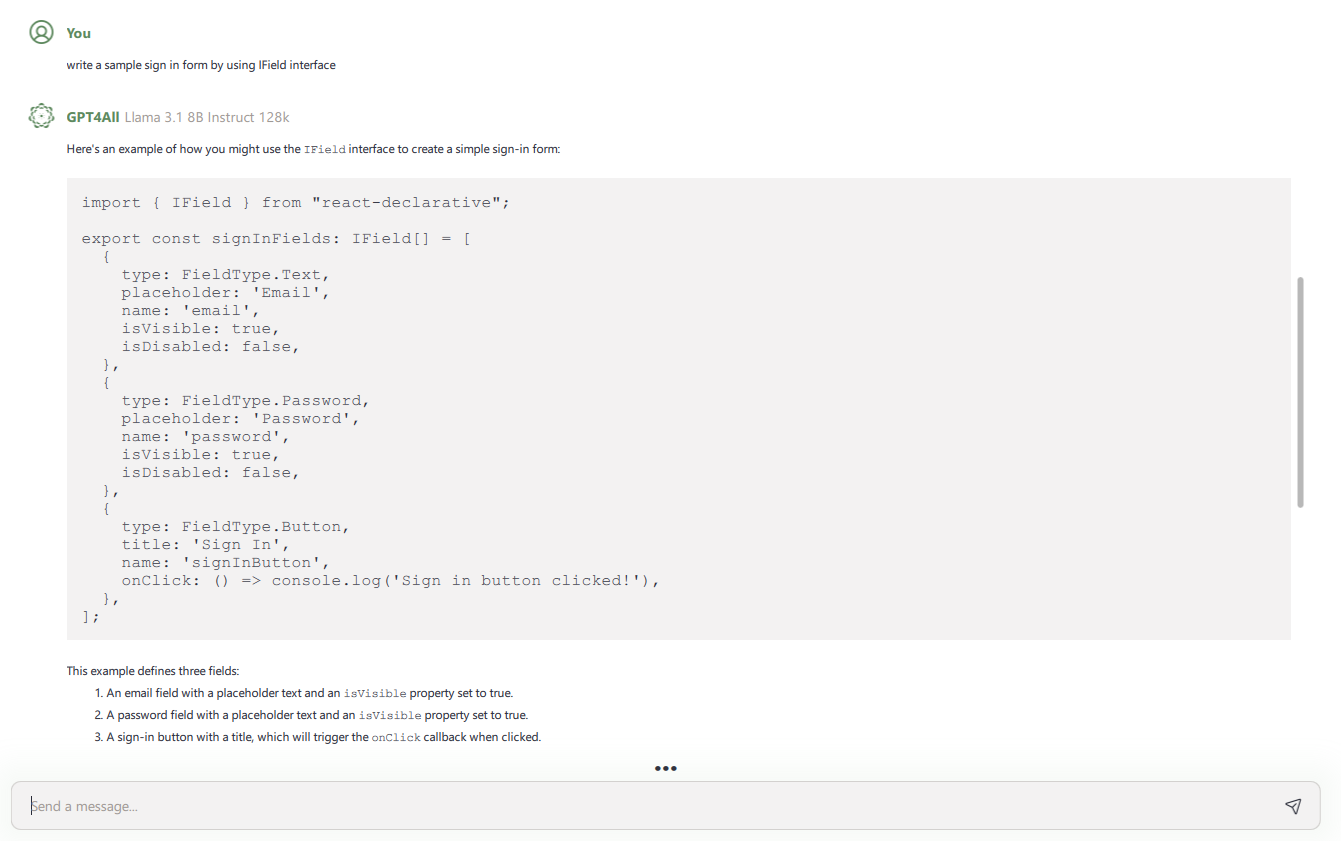 You
write a sample sign in form by using IField interface
GPT4All Llama 3.1 8B Instruct 128k
Here's an example of how you might use the IField interface to create a simple sign-in form:
import { IField } from "react-declarative";
export const signInFields: IField[] = [
  {
    type: FieldType.Text,
    placeholder: 'Email',
    name: 'email',
    isVisible: true,
    isDisabled: false,
  },
  {
    type: FieldType.Password,
    placeholder: 'Password',
    name: 'password',
    isVisible: true,
    isDisabled: false,
  },
  {
    type: FieldType.Button,
    title: 'Sign In',
    name: 'signInButton',
    onClick: () => console.log('Sign in button clicked!'),
  },
];
This example defines three fields:
1. An email field with a placeholder text and an isVisible property set to true.
2. A password field with a placeholder text and an isVisible property set to true.
3. A sign-in button with a title, which will trigger the onClick callback when clicked.
•••
Send a message...